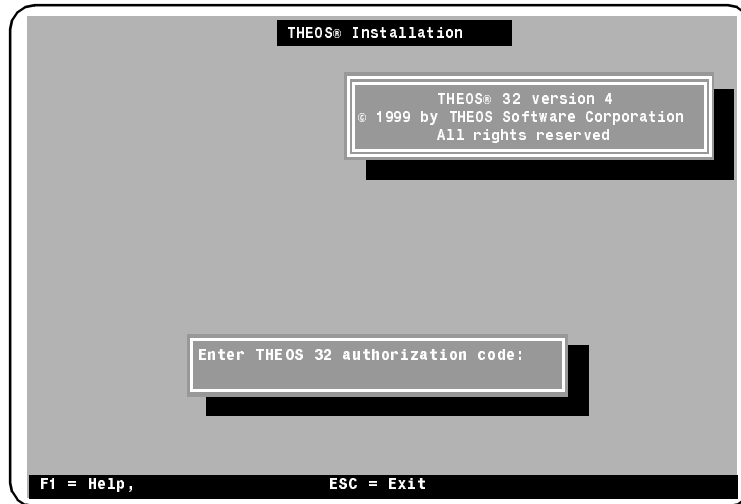 THEOS® Installation
THEOS® 32 version 4
© 1999 by THEOS Software Corporation
All rights reserved
Enter THEOS 32 authorization code:
F1 = Help, ESC = Exit